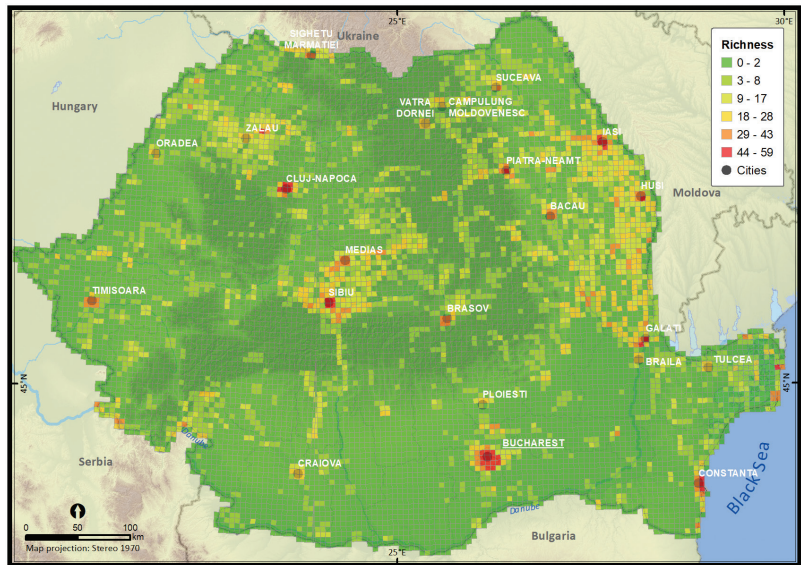 25°E
30°E
Ukraine
SIGHETU
MARMATIEI
Richness
0 - 2
3 - 8
9 - 17
18 - 28
29 - 43
44 - 59
Cities
SUCEAVA
Hungary
VATRA
DORNEI
CAMPULUNG
MOLDOVENESC
ZALAU
IASI
ORADEA
PIATRA-NEAMT
CLUJ-NAPOCA
HUSI
Moldova
BACAU
MEDIAS
TIMISOARA
SIBIU
BRASOV
GALATI
BRAILA
TULCEA
45°N
45°N
PLOIESTI
Danube
BUCHAREST
Serbia
CRAIOVA
CONSTANTA
Black Sea
Danube
Bulgaria
0
50
100
km
Map projection: Stereo 1970
25°E